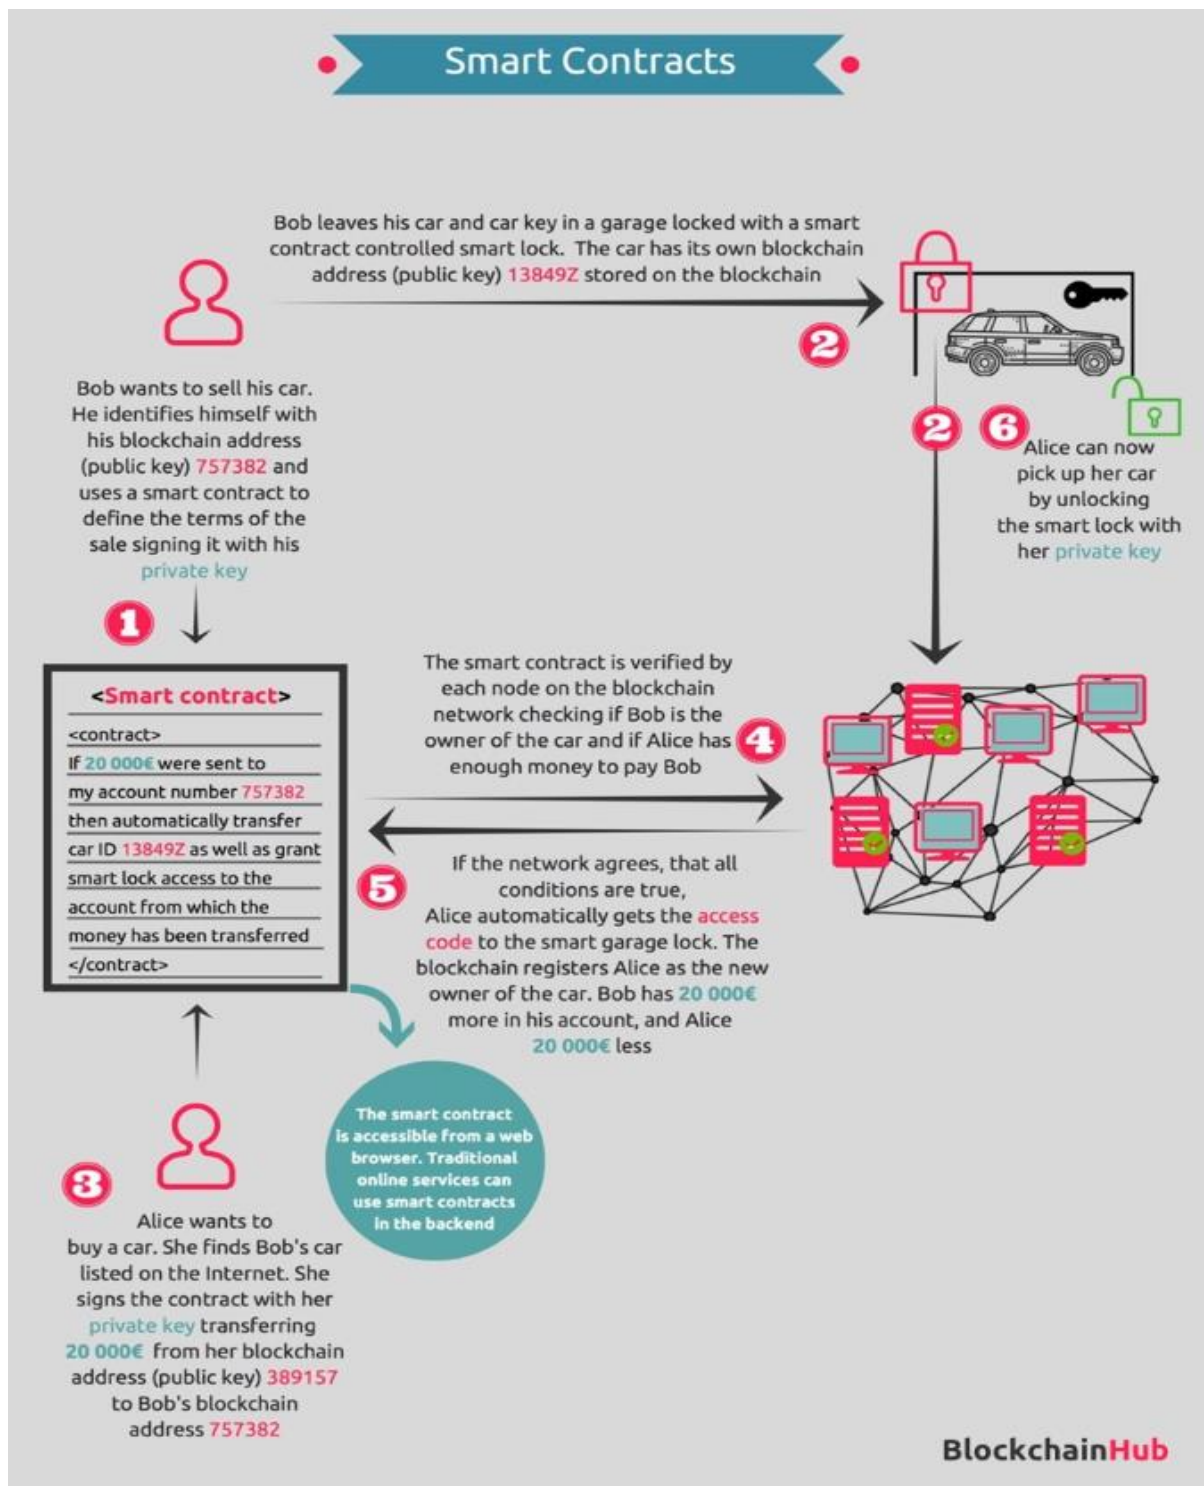 Smart Contracts
Bob leaves his car and car key in a garage locked with a smart
contract controlled smart lock. The car has its own blockchain
address (public key) 13849Z stored on the blockchain
2
Bob wants to sell his car.
He identifies himself with
his blockchain address
(public key) 757382 and
uses a smart contract to
define the terms of the
sale signing it with his
private key
1
2
6
Alice can now
pick up her car
by unlocking
the smart lock with
her private key
<Smart contract>
<contract>
If 20 000€ were sent to
my account number 757382
then automatically transfer
car ID 13849Z as well as grant
smart lock access to the
account from which the
money has been transferred
</contract>
The smart contract is verified by
each node on the blockchain
network checking if Bob is the
owner of the car and if Alice has
enough money to pay Bob
4
5
If the network agrees, that all
conditions are true,
Alice automatically gets the access
code to the smart garage lock. The
blockchain registers Alice as the new
owner of the car. Bob has 20 000€
more in his account, and Alice
20 000€ less
The smart contract
is accessible from a web
browser. Traditional
online services can
use smart contracts
in the backend
3
Alice wants to
buy a car. She finds Bob's car
listed on the Internet. She
signs the contract with her
private key transferring
20 000€ from her blockchain
address (public key) 389157
to Bob's blockchain
address 757382
BlockchainHub